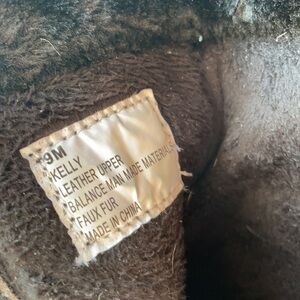 9M
KELLY
LEATHER UPPER
BALANCE MAN MADE MATERIALS
FAUX FUR
MADE IN CHINA